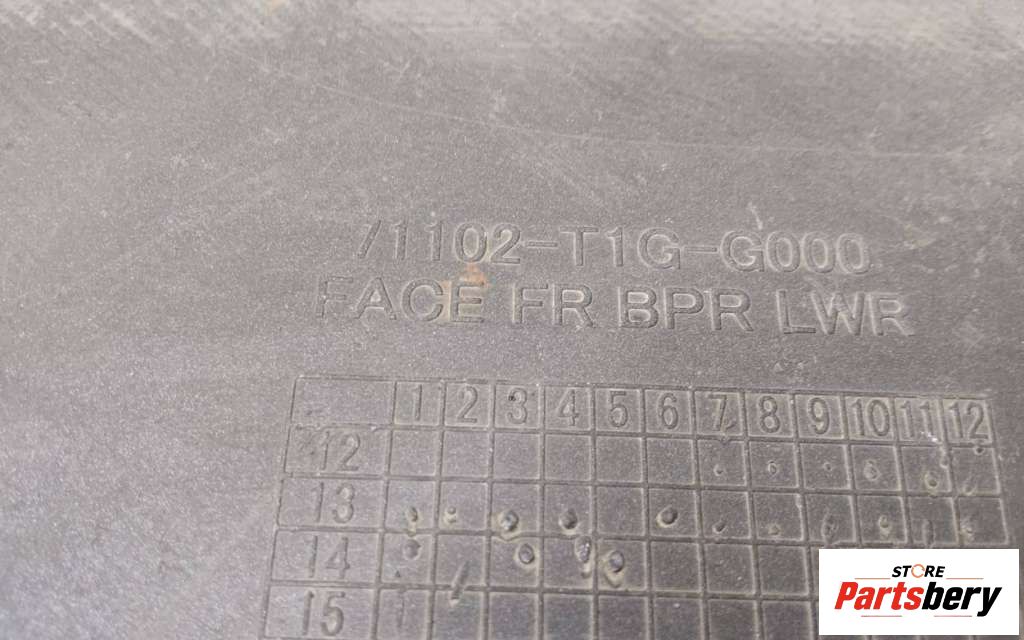 71102-T1G-G000
FACE FR BPR LWR
1 2 3 4 5 6 7 8 9 10 11 12
12
13
14
15
STORE
Partsbery